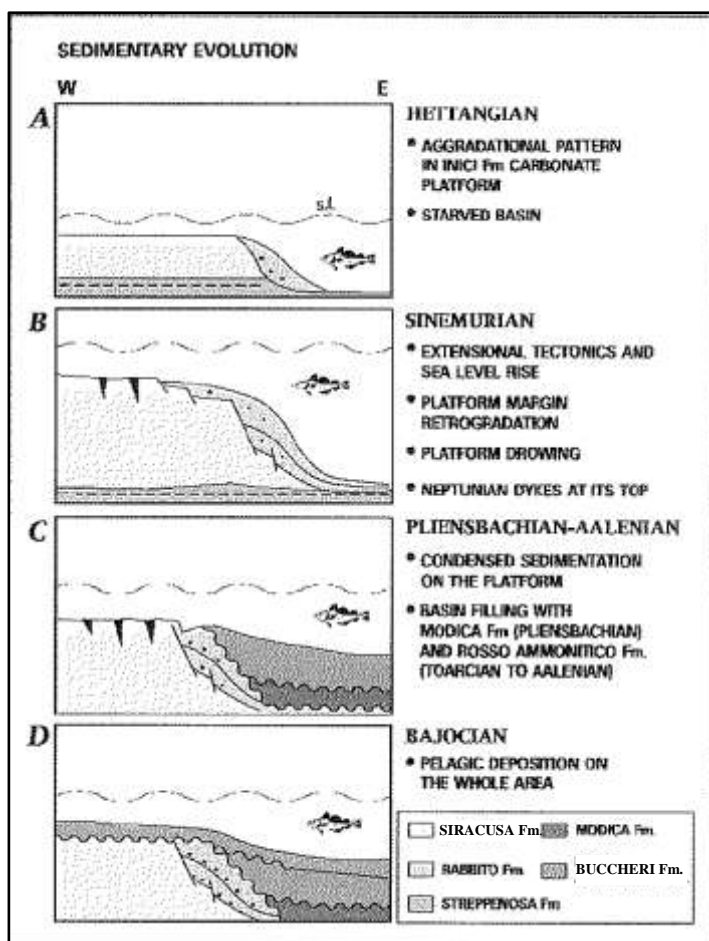 SEDIMENTARY EVOLUTION
W E
A
s.l.
HETTANGIAN
• AGGRADATIONAL PATTERN
IN INICI Fm CARBONATE
PLATFORM
• STARVED BASIN
B
SINEMURIAN
• EXTENSIONAL TECTONICS AND
SEA LEVEL RISE
• PLATFORM MARGIN
RETROGRADATION
• PLATFORM DROWING
• NEPTUNIAN DYKES AT ITS TOP
C
PLIENSBACHIAN-AALENIAN
• CONDENSED SEDIMENTATION
ON THE PLATFORM
• BASIN FILLING WITH
MODICA Fm (PLIENSBACHIAN)
AND ROSSO AMMONITICO Fm.
(TOARCIAN TO AALENIAN)
D
BAJOCIAN
• PELAGIC DEPOSITION ON
THE WHOLE AREA
SIRACUSA Fm. MODICA Fm.
RABBITO Fm BUCCHERI Fm.
STREPPENOSA Fm